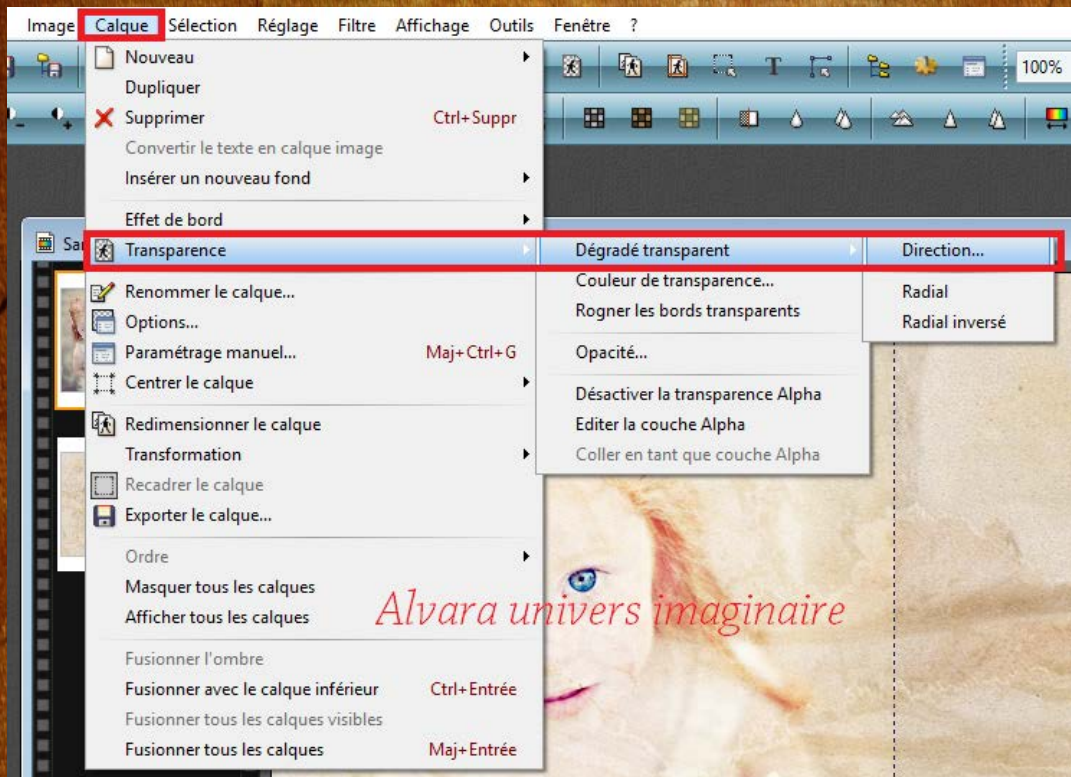 Image Calque Sélection Réglage Filtre Affichage Outils Fenêtre ?
100%
Nouveau
Dupliquer
Supprimer Ctrl+Suppr
Convertir le texte en calque image
Insérer un nouveau fond
Effet de bord
Transparence
Renommer le calque...
Options...
Paramétrage manuel... Maj+Ctrl+G
Centrer le calque
Redimensionner le calque
Transformation
Recadrer le calque
Exporter le calque...
Ordre
Masquer tous les calques
Afficher tous les calques
Fusionner l'ombre
Fusionner avec le calque inférieur Ctrl+Entrée
Fusionner tous les calques visibles
Fusionner tous les calques Maj+Entrée
Dégradé transparent
Couleur de transparence...
Rogner les bords transparents
Opacité...
Désactiver la transparence Alpha
Editer la couche Alpha
Coller en tant que couche Alpha
Direction...
Radial
Radial inversé
Alvara univers imaginaire